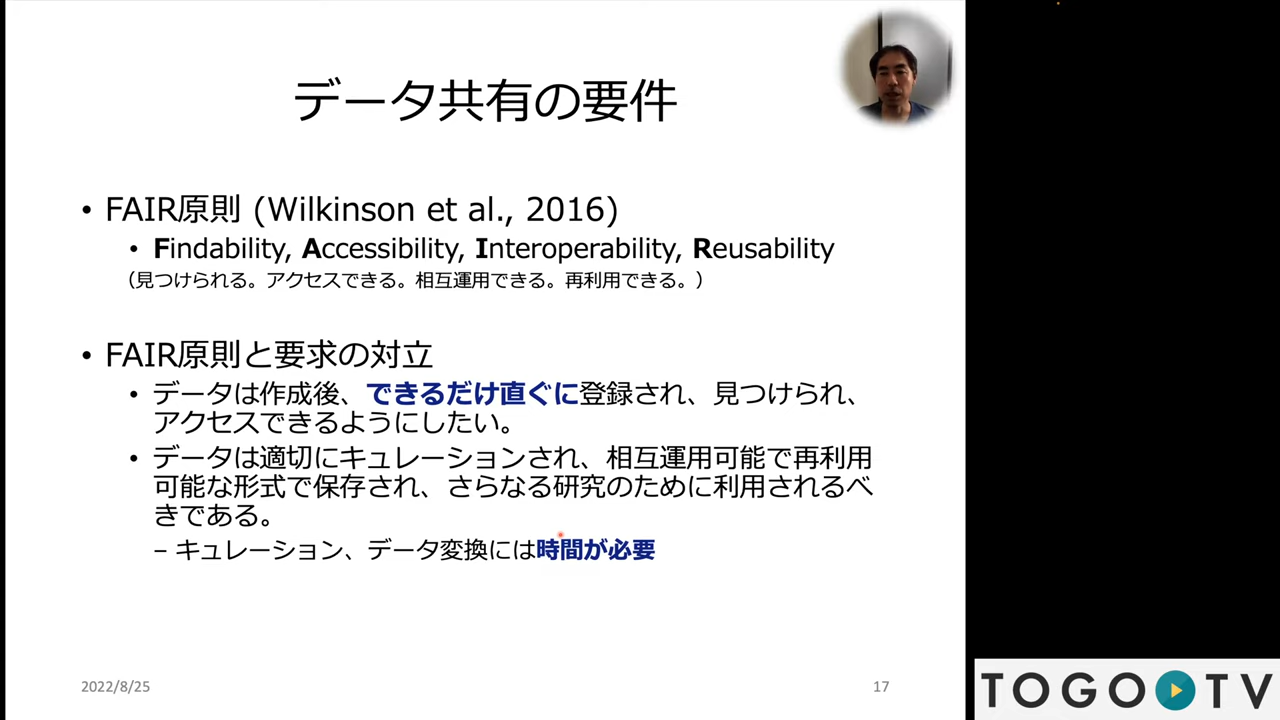 データ共有の要件
• FAIR原則 (Wilkinson et al., 2016)
• Findability, Accessibility, Interoperability, Reusability
（見つけられる。アクセスできる。相互運用できる。再利用できる。）
• FAIR原則と要求の対立
• データは作成後、できるだけ直ぐに登録され、見つけられ、
アクセスできるようにしたい。
• データは適切にキュレーションされ、相互運用可能で再利用
可能な形式で保存され、さらなる研究のために利用されるべ
きである。
– キュレーション、データ変換には時間が必要
2022/8/25
17
TOGO TV